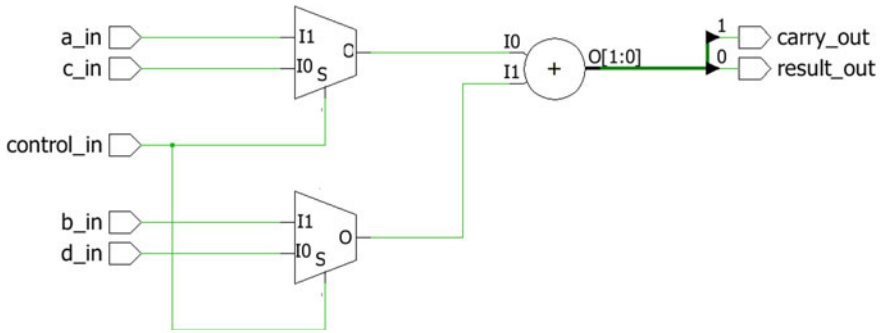 a_in I1 O
c_in I0 S
I0 + O[1:0] 1 carry_out
I1 0 result_out
control_in
b_in I1 O
d_in I0 S